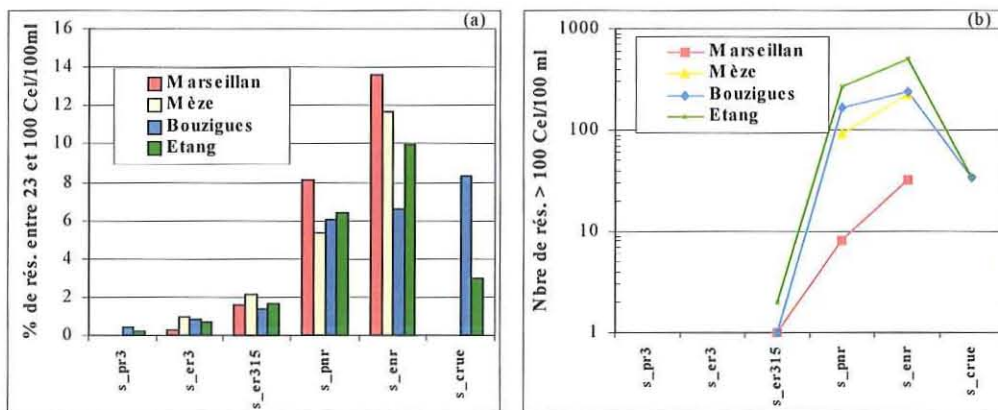 (a)
% de rés. entre 23 et 100 Cel/100ml
16
14
12
10
8
6
4
2
0
Marseillan
Mèze
Bouzigues
Etang
s_pr3
s_er3
s_er315
s_pnr
s_enr
s_crue
(b)
Nbre de rés. > 100 Cel/100 ml
1000
100
10
1
Marseillan
Mèze
Bouzigues
Etang
s_pr3
s_er3
s_er315
s_pnr
s_enr
s_crue